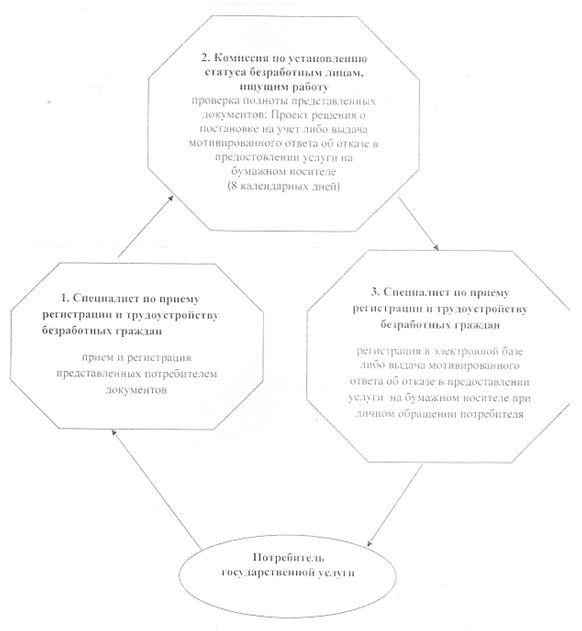 2. Комиссия по установлению
статуса безработным лицам,
ищущим работу
проверка полноты представленных
документов; Проект решения о
постановке на учет либо выдача
мотивированного ответа об отказе в
предостовлении услуги на
бумажном носителе
(8 календарных дней)
1. Специалист по приему
регистрации и трудоустройству
безработных граждан
прием и регистрация
представленных потребителем
документов
3. Специалист по приему
регистрации и трудоустройству
безработных граждан
регистрация в электронной базе
либо выдача мотивированного
ответа об отказе в предоставлении
услуги на бумажном носителе при
личном обращении потребителя
Потребитель
государственной услуги